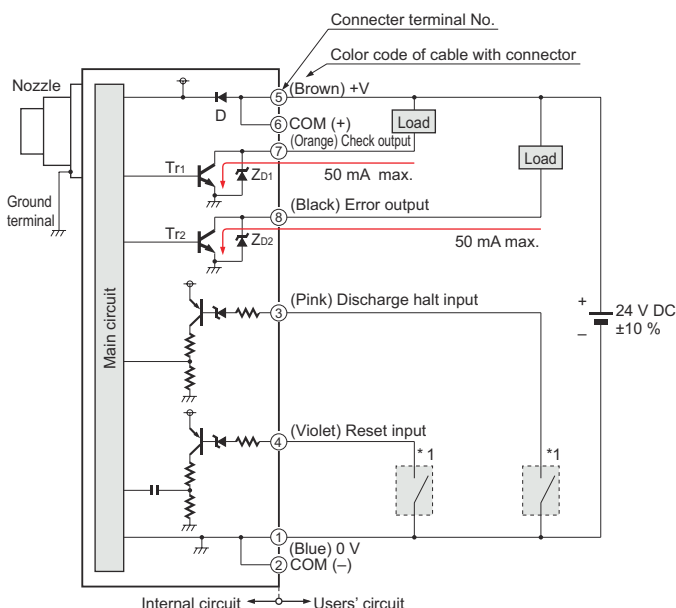 Connecter terminal No.
Color code of cable with connector
Nozzle
5 (Brown) +V
D
6 COM (+)
Load
7 (Orange) Check output
Tr1
ZD1
50 mA max.
Load
Ground
terminal
8 (Black) Error output
Tr2
ZD2
50 mA max.
Main circuit
3 (Pink) Discharge halt input
+
24 V DC
–
±10 %
4 (Violet) Reset input
* 1
*1
1
(Blue) 0 V
2 COM (–)
Internal circuit
Users' circuit